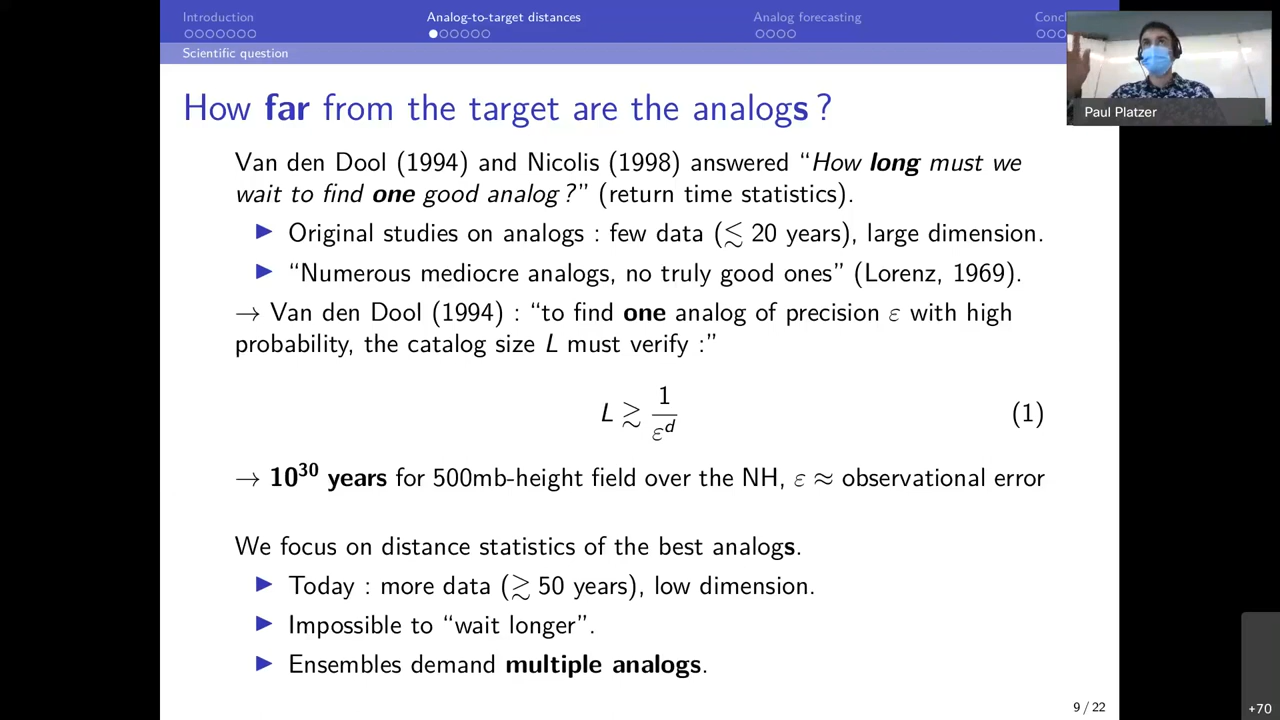 Introduction
Analog-to-target distances
Analog forecasting
Concl
Scientific question
Paul Platzer
How far from the target are the analogs ?
Van den Dool (1994) and Nicolis (1998) answered “How long must we
wait to find one good analog ?” (return time statistics).
▶ Original studies on analogs : few data (≲ 20 years), large dimension.
▶ “Numerous mediocre analogs, no truly good ones” (Lorenz, 1969).
→ Van den Dool (1994) : “to find one analog of precision ε with high
probability, the catalog size L must verify :”
L ≳ 1/ε^d (1)
→ 10^30 years for 500mb-height field over the NH, ε ≈ observational error
We focus on distance statistics of the best analogs.
▶ Today : more data (≳ 50 years), low dimension.
▶ Impossible to “wait longer”.
▶ Ensembles demand multiple analogs.
9 / 22
+70